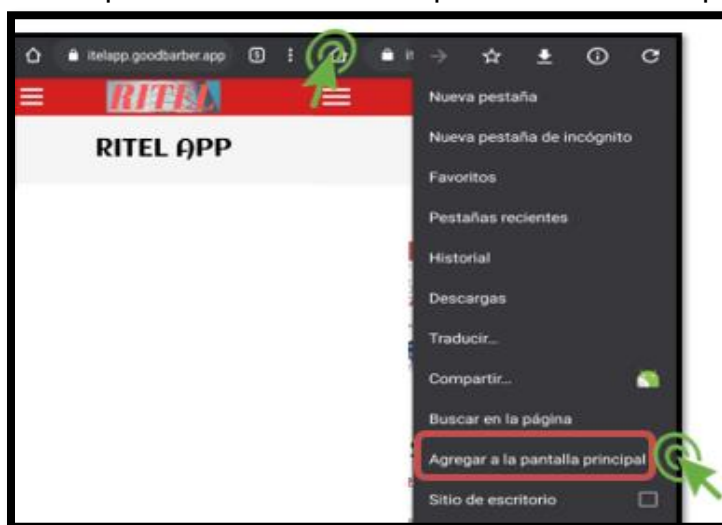 itelapp.goodbarber.app
RITEL
RITEL APP
Nueva pestaña
Nueva pestaña de incógnito
Favoritos
Pestañas recientes
Historial
Descargas
Traducir...
Compartir...
Buscar en la página
Agregar a la pantalla principal
Sitio de escritorio